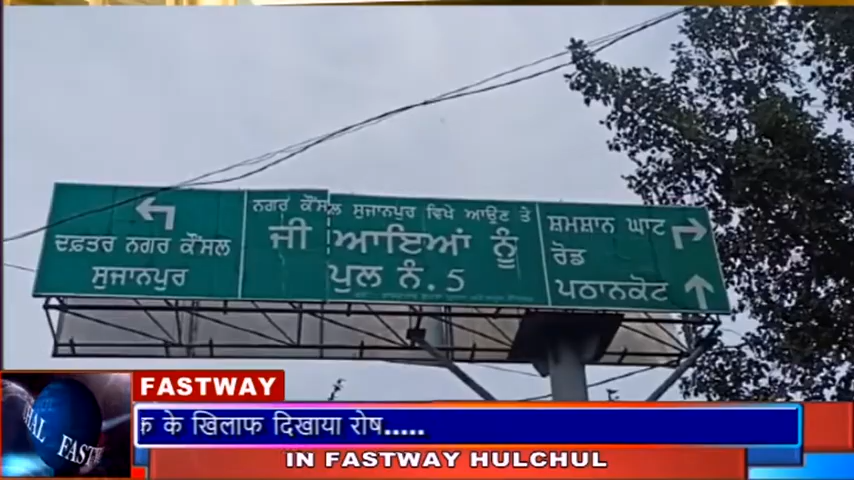 ਦਫ਼ਤਰ ਨਗਰ ਕੌਂਸਲ
ਸੁਜਾਨਪੁਰ
ਨਗਰ ਕੌਂਸਲ ਸੁਜਾਨਪੁਰ ਵਿਖੇ ਆਉਣ ਤੇ
ਜੀ ਆਇਆਂ ਨੂੰ
ਪੁਲ ਨੰ. 5
ਸ਼ਮਸ਼ਾਨ ਘਾਟ
ਰੋਡ
ਪਠਾਨਕੋਟ
FASTWAY
के खिलाफ दिखाया रोष.....
IN FASTWAY HULCHUL